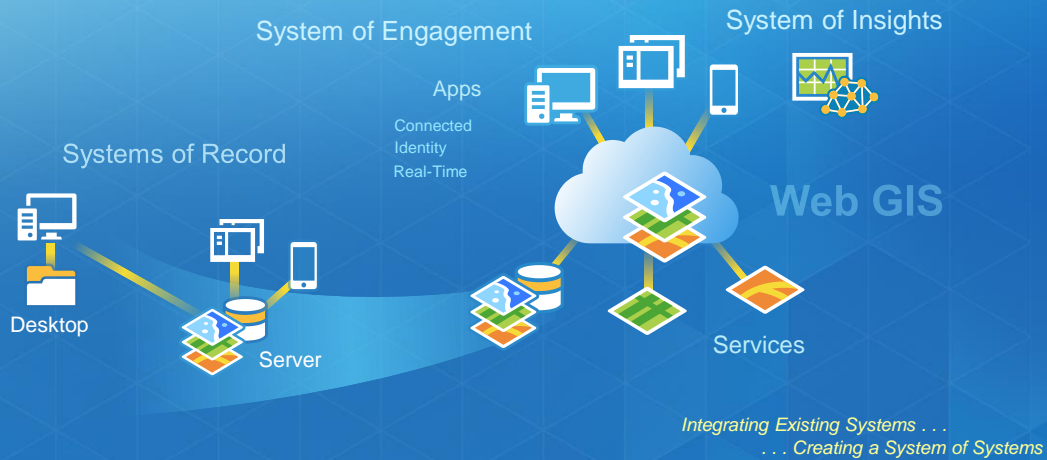 System of Engagement
System of Insights
Apps
Connected
Identity
Real-Time
Systems of Record
Web GIS
Desktop
Server
Services
Integrating Existing Systems . . .
. . . Creating a System of Systems